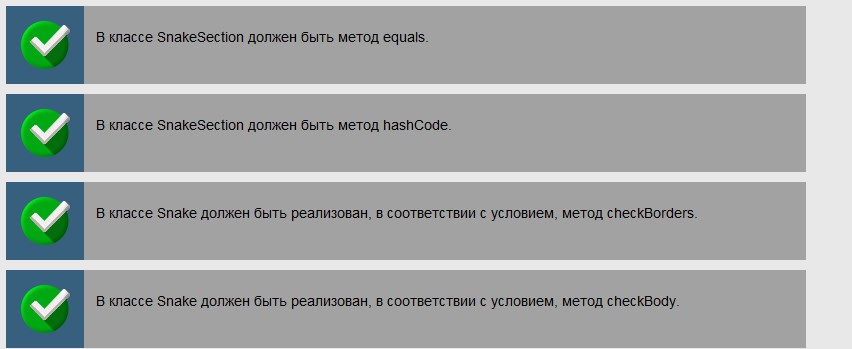 В классе SnakeSection должен быть метод equals.
В классе SnakeSection должен быть метод hashCode.
В классе Snake должен быть реализован, в соответствии с условием, метод checkBorders.
В классе Snake должен быть реализован, в соответствии с условием, метод checkBody.